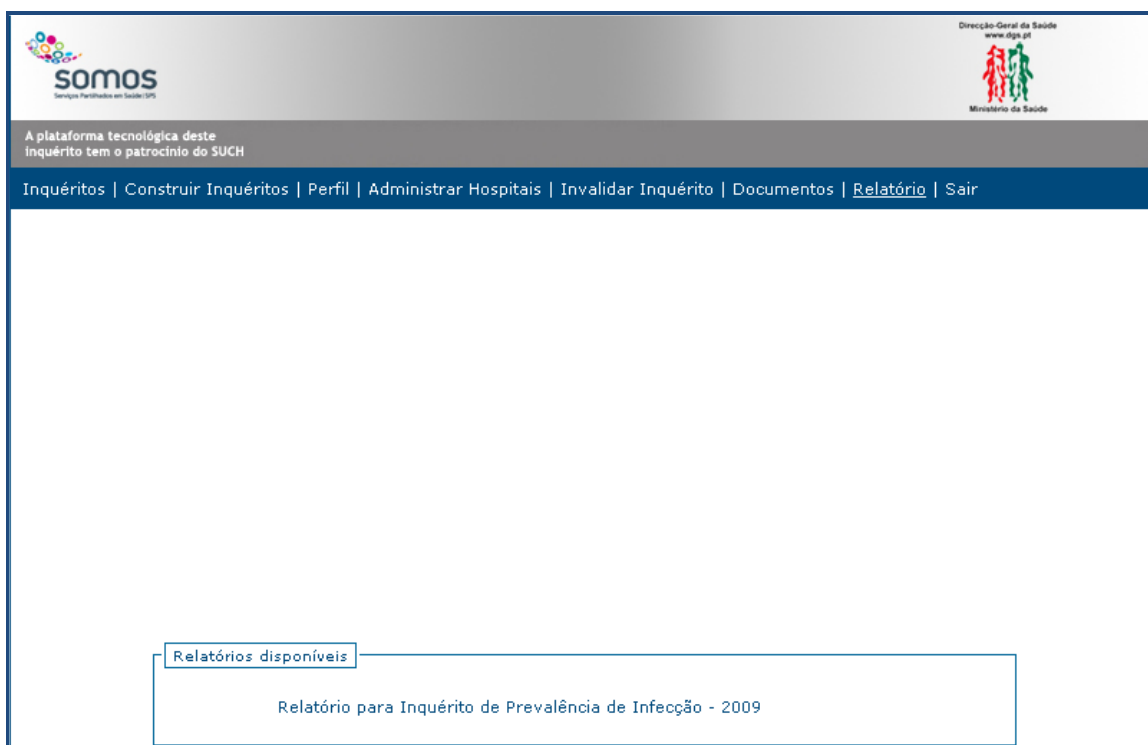 somos
Serviços Partilhados em Saúde | SPS
Direcção-Geral da Saúde
www.dgs.pt
Ministério da Saúde
A plataforma tecnológica deste
inquérito tem o patrocínio do SUCH
Inquéritos | Construir Inquéritos | Perfil | Administrar Hospitais | Invalidar Inquérito | Documentos | Relatório | Sair
Relatórios disponíveis
Relatório para Inquérito de Prevalência de Infecção - 2009